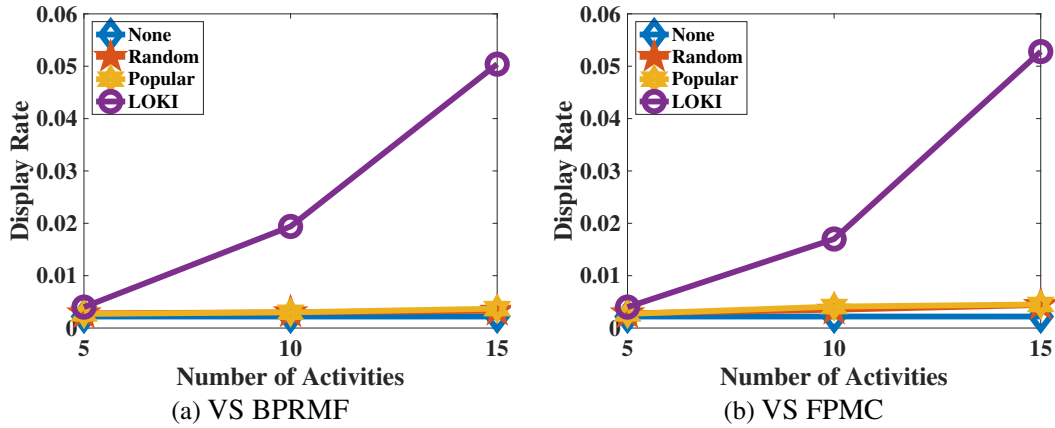 0.06
0.05
0.04
0.03
0.02
0.01
0
Display Rate
None
Random
Popular
LOKI
5 10 15
Number of Activities
(a) VS BPRMF
0.06
0.05
0.04
0.03
0.02
0.01
0
Display Rate
None
Random
Popular
LOKI
5 10 15
Number of Activities
(b) VS FPMC